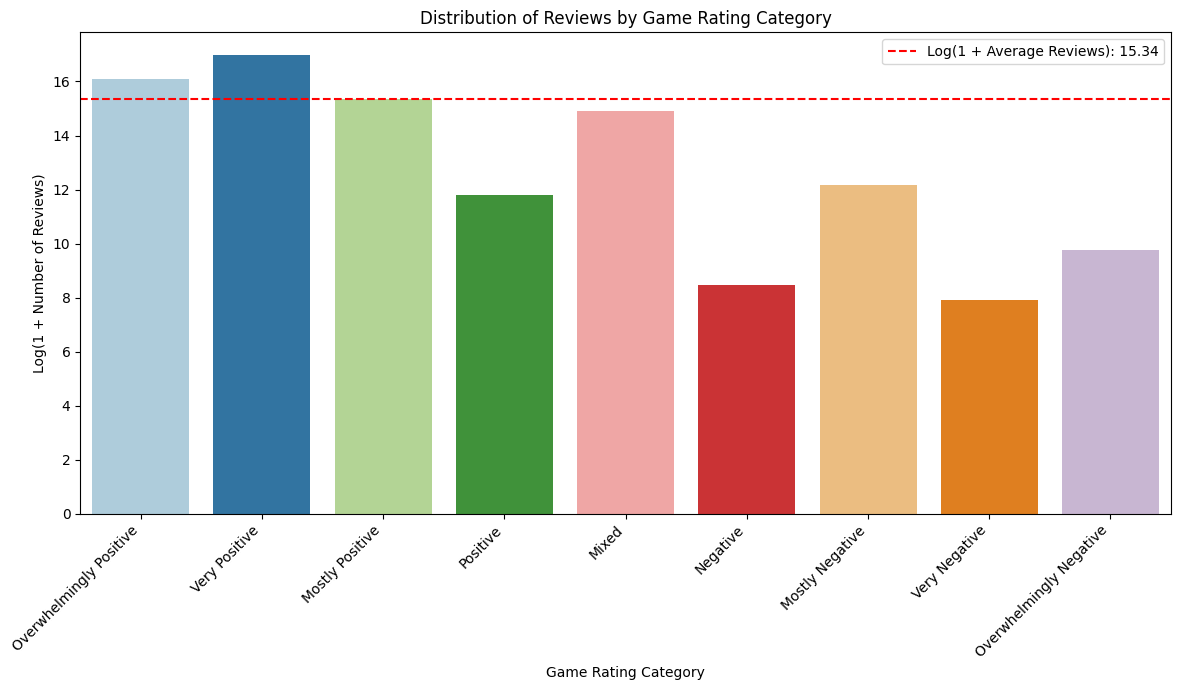 Distribution of Reviews by Game Rating Category
Log(1 + Average Reviews): 15.34
Log(1 + Number of Reviews)
16
14
12
10
8
6
4
2
0
Overwhelmingly Positive
Very Positive
Mostly Positive
Positive
Mixed
Negative
Mostly Negative
Very Negative
Overwhelmingly Negative
Game Rating Category